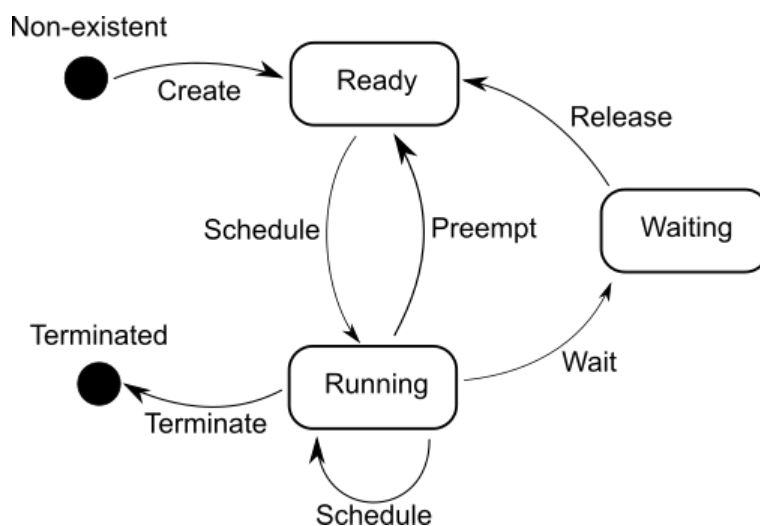 Non-existent
Ready
Create
Release
Schedule
Preempt
Waiting
Terminated
Running
Wait
Terminate
Schedule